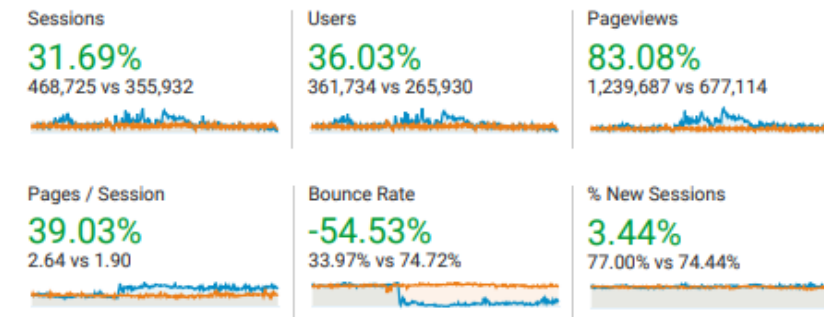 Sessions
31.69%
468,725 vs 355,932
Users
36.03%
361,734 vs 265,930
Pageviews
83.08%
1,239,687 vs 677,114
Pages / Session
39.03%
2.64 vs 1.90
Bounce Rate
-54.53%
33.97% vs 74.72%
% New Sessions
3.44%
77.00% vs 74.44%